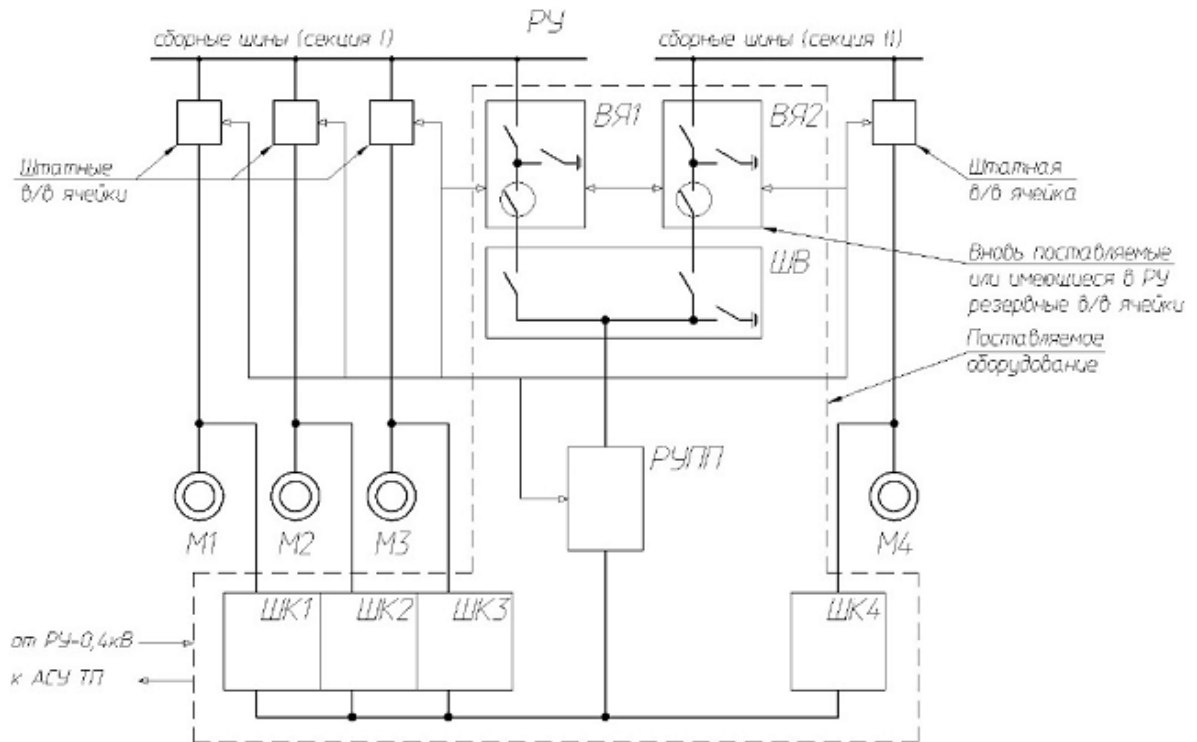 РУ
сборные шины (секция I)
сборные шины (секция II)
ВЯ1
ВЯ2
Штатные
в/в ячейки
Штатная
в/в ячейка
ШВ
Вновь поставляемые
или имеющиеся в РУ
резервные в/в ячейки
Поставляемое
оборудование
РУПП
М1
М2
М3
М4
ШК1
ШК2
ШК3
ШК4
от РУ-0,4кВ
к АСУ ТП